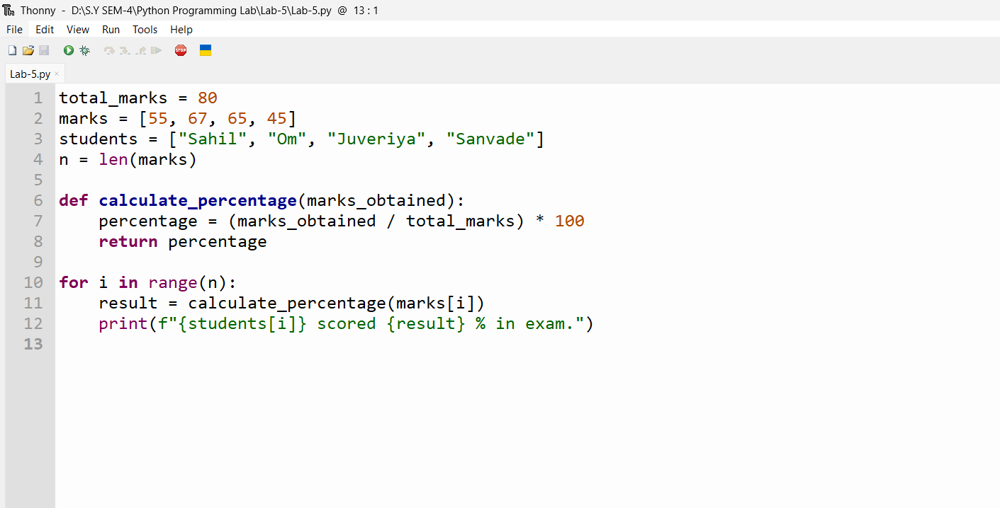 Thonny - D:\S.Y SEM-4\Python Programming Lab\Lab-5\Lab-5.py @ 13 : 1
File Edit View Run Tools Help
STOP
Lab-5.py ×
1 total_marks = 80
2 marks = [55, 67, 65, 45]
3 students = ["Sahil", "Om", "Juveriya", "Sanvade"]
4 n = len(marks)
5
6 def calculate_percentage(marks_obtained):
7     percentage = (marks_obtained / total_marks) * 100
8     return percentage
9
10 for i in range(n):
11     result = calculate_percentage(marks[i])
12     print(f"{students[i]} scored {result} % in exam.")
13